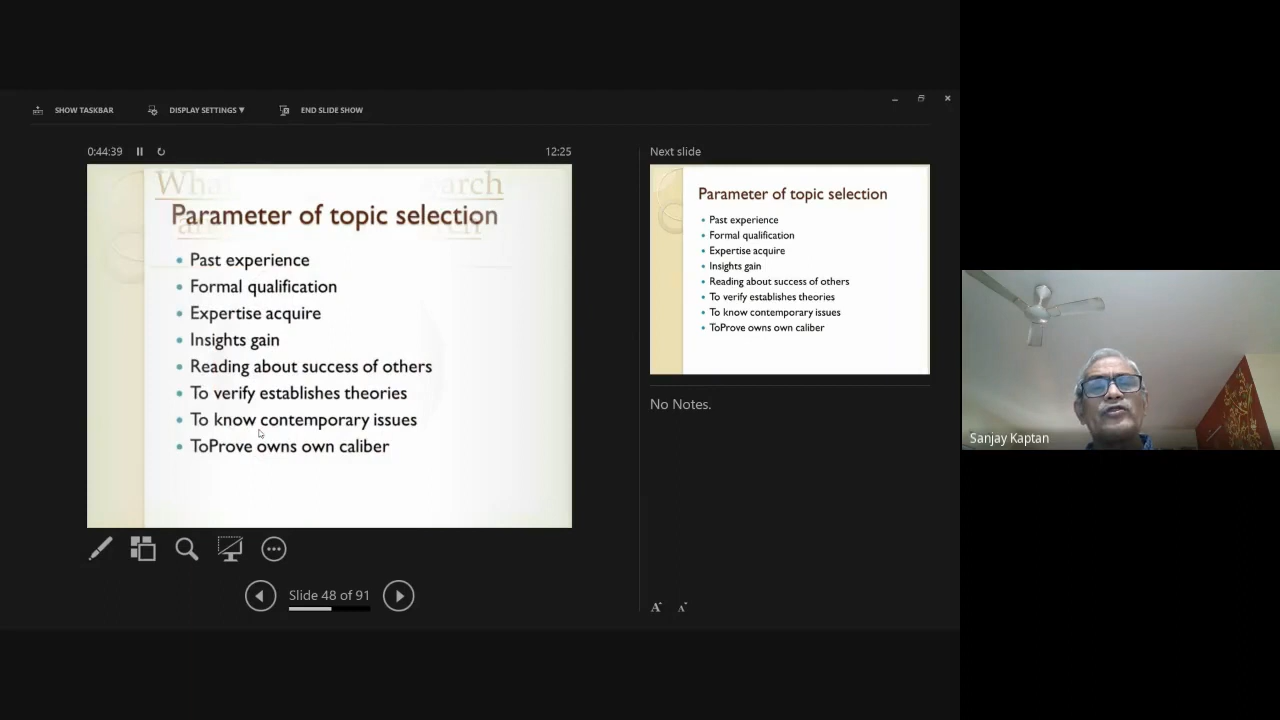 SHOW TASKBAR
DISPLAY SETTINGS ▼
END SLIDE SHOW
0:44:39
12:25
Next slide
What
arch
Parameter of topic selection
• Past experience
• Formal qualification
• Expertise acquire
• Insights gain
• Reading about success of others
• To verify establishes theories
• To know contemporary issues
• ToProve owns own caliber
Parameter of topic selection
• Past experience
• Formal qualification
• Expertise acquire
• Insights gain
• Reading about success of others
• To verify establishes theories
• To know contemporary issues
• ToProve owns own caliber
No Notes.
Slide 48 of 91
A A
Sanjay Kaptan